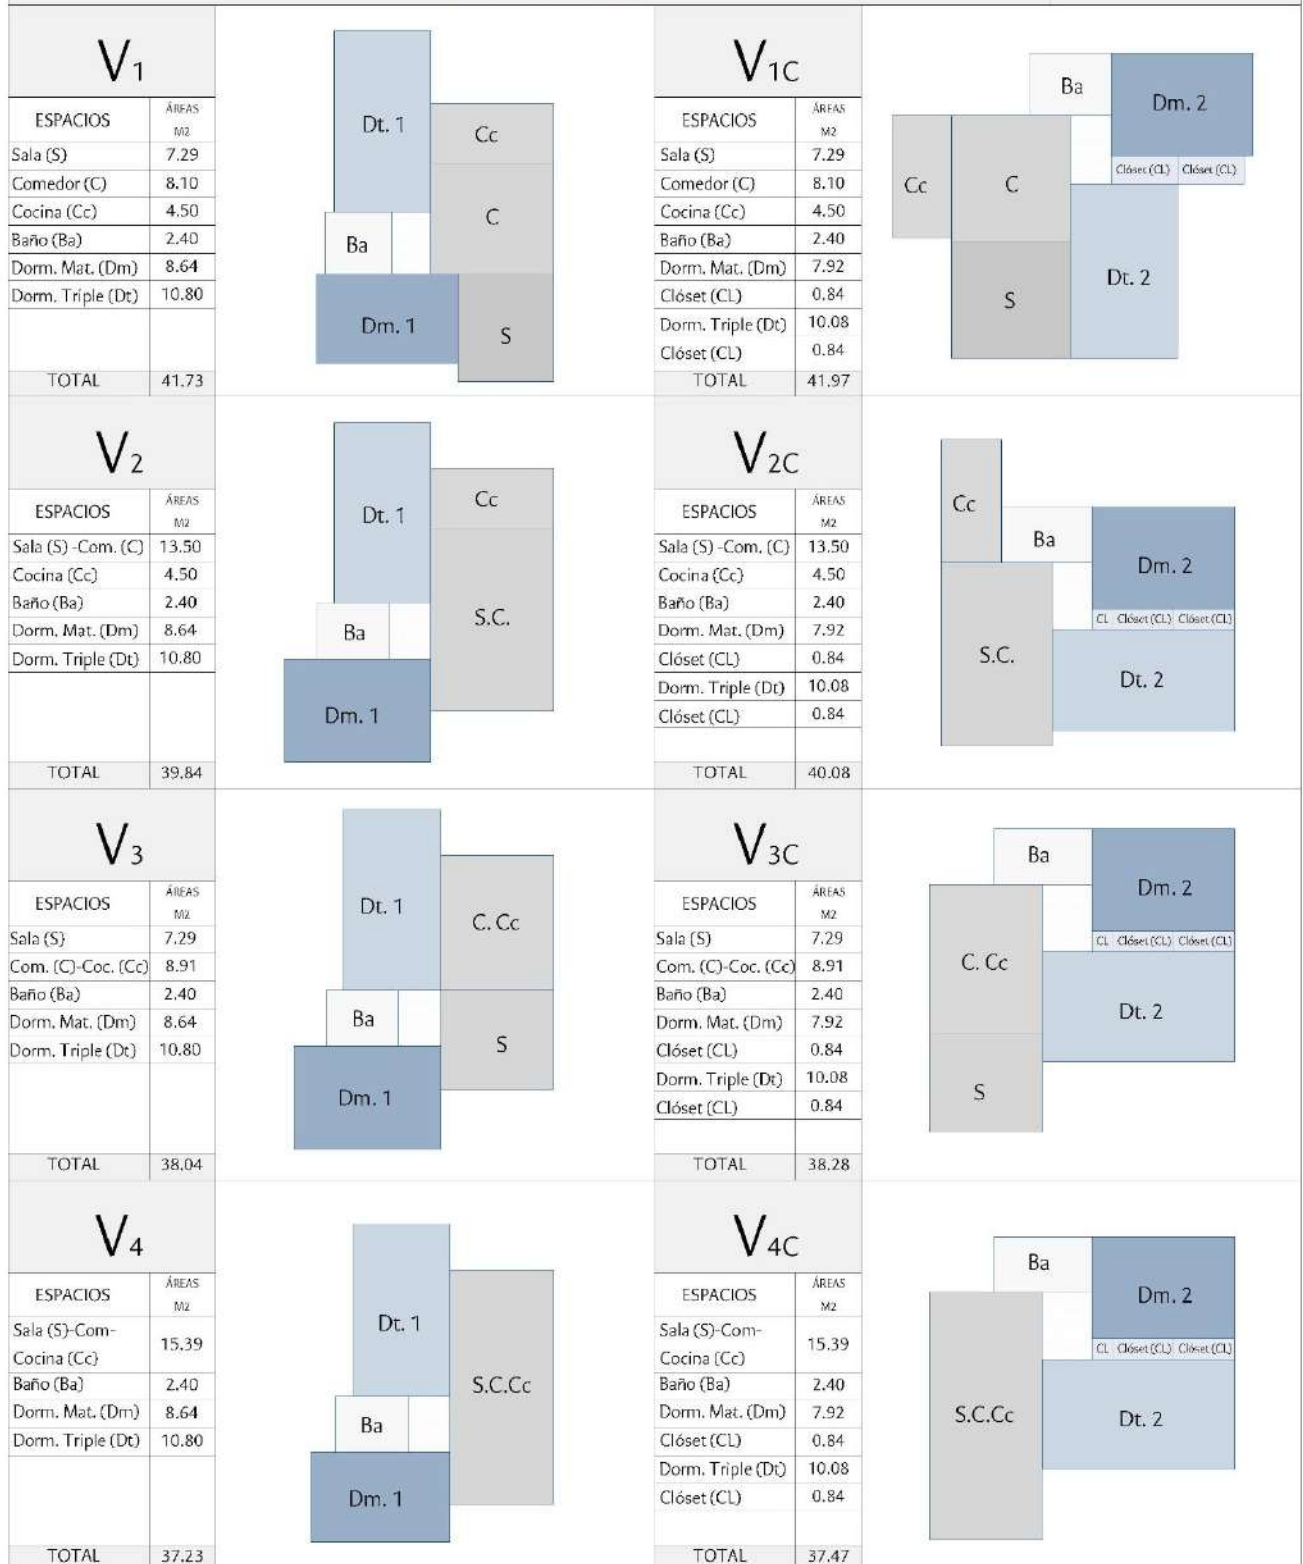 V1
ESPACIOS ÁREAS M2
Sala (S) 7.29
Comedor (C) 8.10
Cocina (Cc) 4.50
Baño (Ba) 2.40
Dorm. Mat. (Dm) 8.64
Dorm. Triple (Dt) 10.80
TOTAL 41.73
Dt. 1
Cc
C
Ba
Dm. 1
S
V1C
ESPACIOS ÁREAS M2
Sala (S) 7.29
Comedor (C) 8.10
Cocina (Cc) 4.50
Baño (Ba) 2.40
Dorm. Mat. (Dm) 7.92
Clóset (CL) 0.84
Dorm. Triple (Dt) 10.08
Clóset (CL) 0.84
TOTAL 41.97
Ba
Dm. 2
Clóset (CL) Clóset (CL)
Cc
C
Dt. 2
S
V2
ESPACIOS ÁREAS M2
Sala (S) -Com. (C) 13.50
Cocina (Cc) 4.50
Baño (Ba) 2.40
Dorm. Mat. (Dm) 8.64
Dorm. Triple (Dt) 10.80
TOTAL 39.84
Dt. 1
Cc
S.C.
Ba
Dm. 1
V2C
ESPACIOS ÁREAS M2
Sala (S) -Com. (C) 13.50
Cocina (Cc) 4.50
Baño (Ba) 2.40
Dorm. Mat. (Dm) 7.92
Clóset (CL) 0.84
Dorm. Triple (Dt) 10.08
Clóset (CL) 0.84
TOTAL 40.08
Cc
Ba
Dm. 2
CL Clóset (CL) Clóset (CL)
S.C.
Dt. 2
V3
ESPACIOS ÁREAS M2
Sala (S) 7.29
Com. (C)-Coc. (Cc) 8.91
Baño (Ba) 2.40
Dorm. Mat. (Dm) 8.64
Dorm. Triple (Dt) 10.80
TOTAL 38.04
Dt. 1
C. Cc
Ba
S
Dm. 1
V3C
ESPACIOS ÁREAS M2
Sala (S) 7.29
Com. (C)-Coc. (Cc) 8.91
Baño (Ba) 2.40
Dorm. Mat. (Dm) 7.92
Clóset (CL) 0.84
Dorm. Triple (Dt) 10.08
Clóset (CL) 0.84
TOTAL 38.28
Ba
Dm. 2
CL Clóset (CL) Clóset (CL)
C. Cc
Dt. 2
S
V4
ESPACIOS ÁREAS M2
Sala (S)-Com-
Cocina (Cc) 15.39
Baño (Ba) 2.40
Dorm. Mat. (Dm) 8.64
Dorm. Triple (Dt) 10.80
TOTAL 37.23
Dt. 1
S.C.Cc
Ba
Dm. 1
V4C
ESPACIOS ÁREAS M2
Sala (S)-Com-
Cocina (Cc) 15.39
Baño (Ba) 2.40
Dorm. Mat. (Dm) 7.92
Clóset (CL) 0.84
Dorm. Triple (Dt) 10.08
Clóset (CL) 0.84
TOTAL 37.47
Ba
Dm. 2
CL Clóset (CL) Clóset (CL)
S.C.Cc
Dt. 2